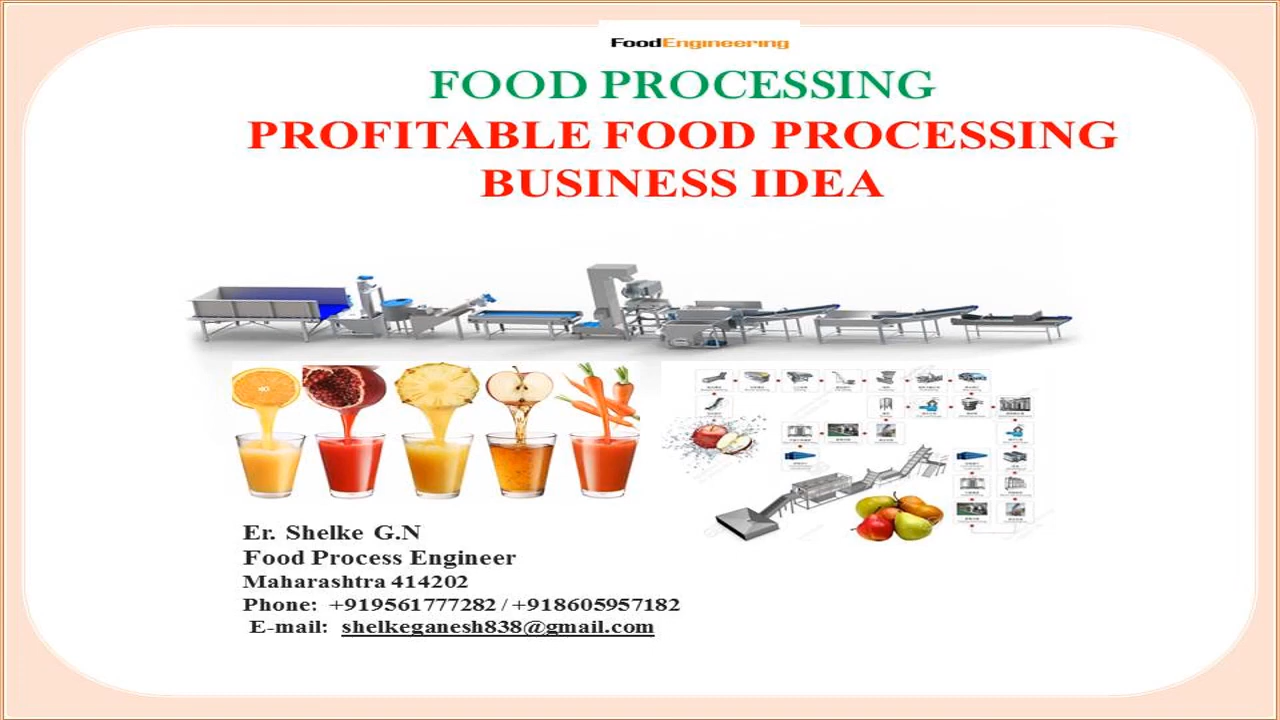 FoodEngineering
FOOD PROCESSING
PROFITABLE FOOD PROCESSING
BUSINESS IDEA
Er. Shelke G.N
Food Process Engineer
Maharashtra 414202
Phone: +919561777282 / +918605957182
E-mail: shelkeganesh838@gmail.com